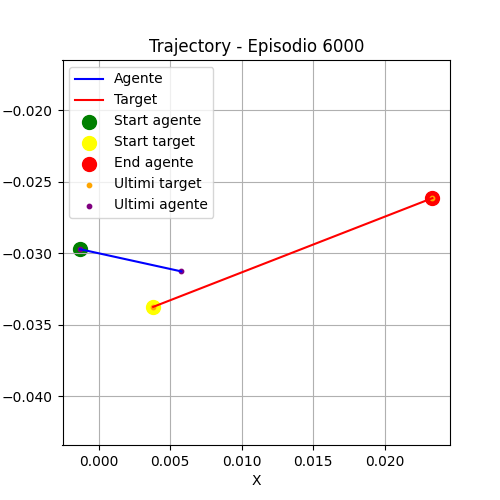 Trajectory - Episodio 6000
Agente
Target
Start agente
Start target
End agente
Ultimi target
Ultimi agente
−0.020
−0.025
−0.030
−0.035
−0.040
0.000 0.005 0.010 0.015 0.020
X